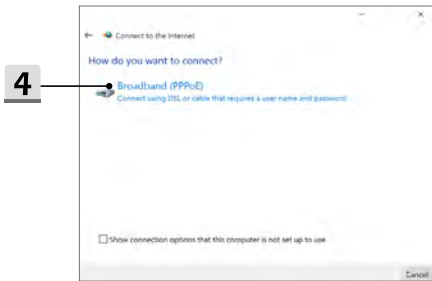 Connect to the Internet
How do you want to connect?
4
Broadband (PPPoE)
Connect using DSL or cable that requires a user name and password
Show connection options that this computer is not set up to use
Cancel